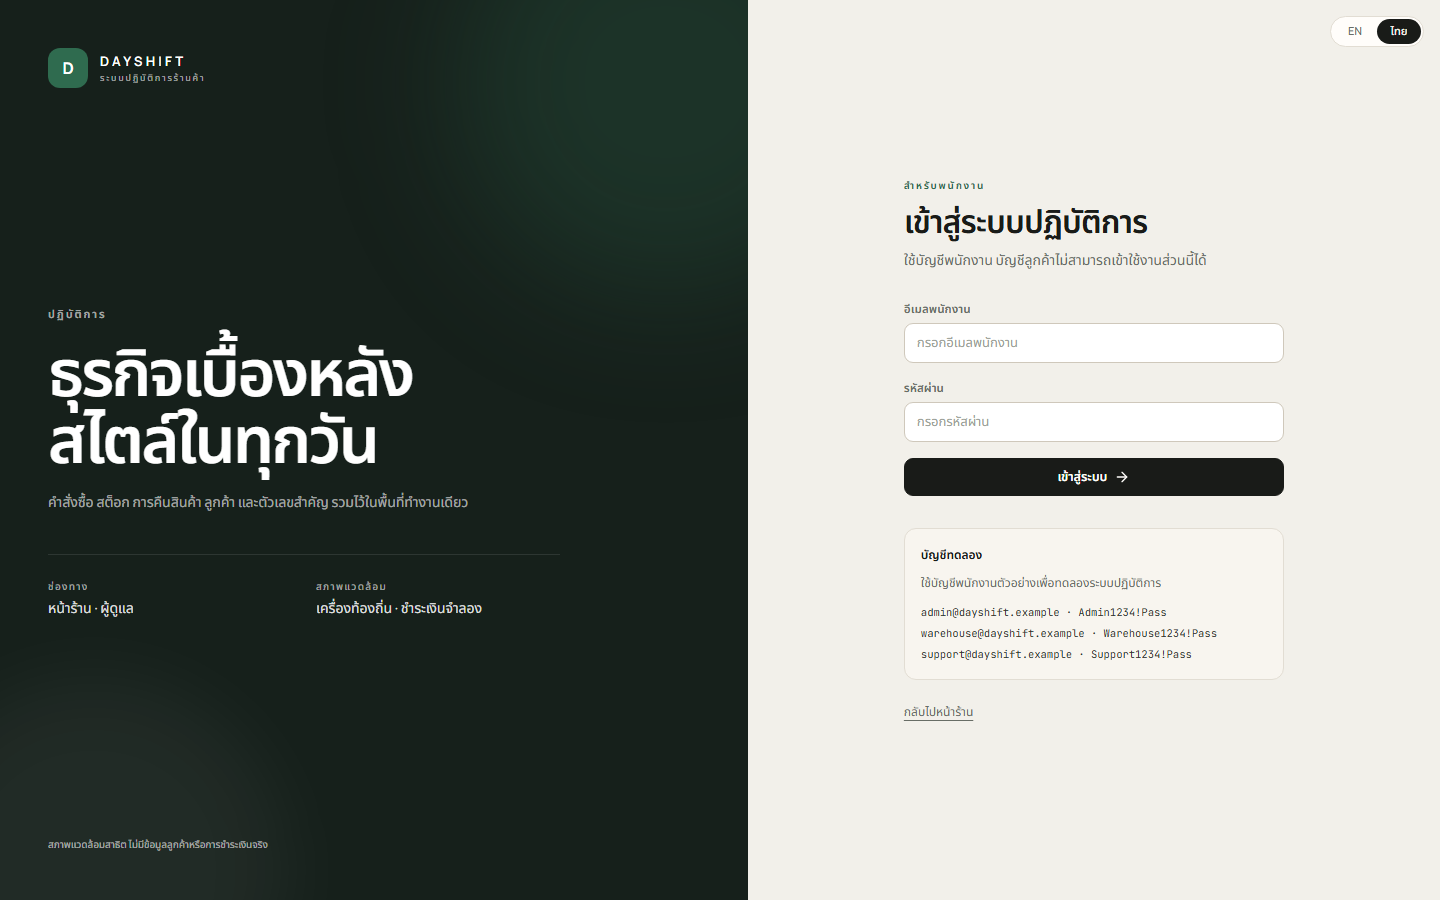 D
DAYSHIFT
ระบบปฏิบัติการร้านค้า
ปฏิบัติการ
ธุรกิจเบื้องหลัง
สไตล์ในทุกวัน
คำสั่งซื้อ สต็อก การคืนสินค้า ลูกค้า และตัวเลขสำคัญ รวมไว้ในพื้นที่ทำงานเดียว
ช่องทาง
หน้าร้าน · ผู้ดูแล
สภาพแวดล้อม
เครื่องท้องถิ่น · ชำระเงินจำลอง
สภาพแวดล้อมสาธิต ไม่มีข้อมูลลูกค้าหรือการชำระเงินจริง
EN
ไทย
สำหรับพนักงาน
เข้าสู่ระบบปฏิบัติการ
ใช้บัญชีพนักงาน บัญชีลูกค้าไม่สามารถเข้าใช้งานส่วนนี้ได้
อีเมลพนักงาน
กรอกอีเมลพนักงาน
รหัสผ่าน
กรอกรหัสผ่าน
เข้าสู่ระบบ →
บัญชีทดลอง
ใช้บัญชีพนักงานตัวอย่างเพื่อทดลองระบบปฏิบัติการ
admin@dayshift.example · Admin1234!Pass
warehouse@dayshift.example · Warehouse1234!Pass
support@dayshift.example · Support1234!Pass
กลับไปหน้าร้าน